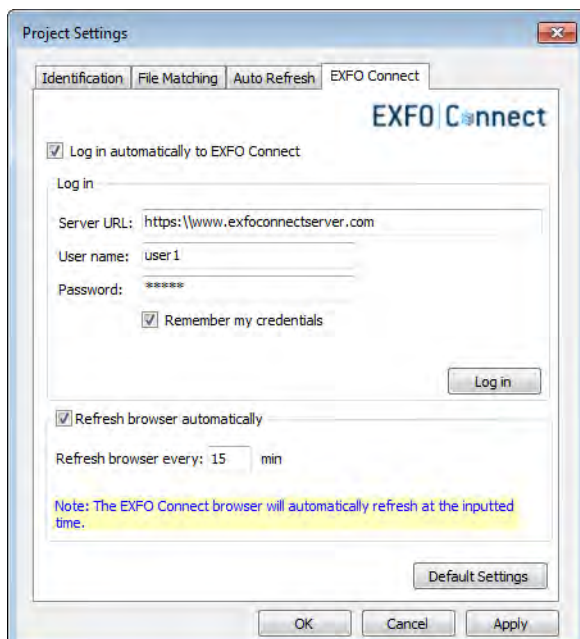 Project Settings
Identification File Matching Auto Refresh EXFO Connect
EXFO Connect
Log in automatically to EXFO Connect
Log in
Server URL: https:\\www.exfoconnectserver.com
User name: user1
Password: *****
Remember my credentials
Log in
Refresh browser automatically
Refresh browser every: 15 min
Note: The EXFO Connect browser will automatically refresh at the inputted
time.
Default Settings
OK Cancel Apply